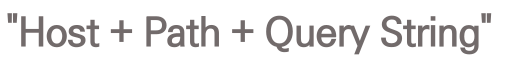 "Host + Path + Query String"